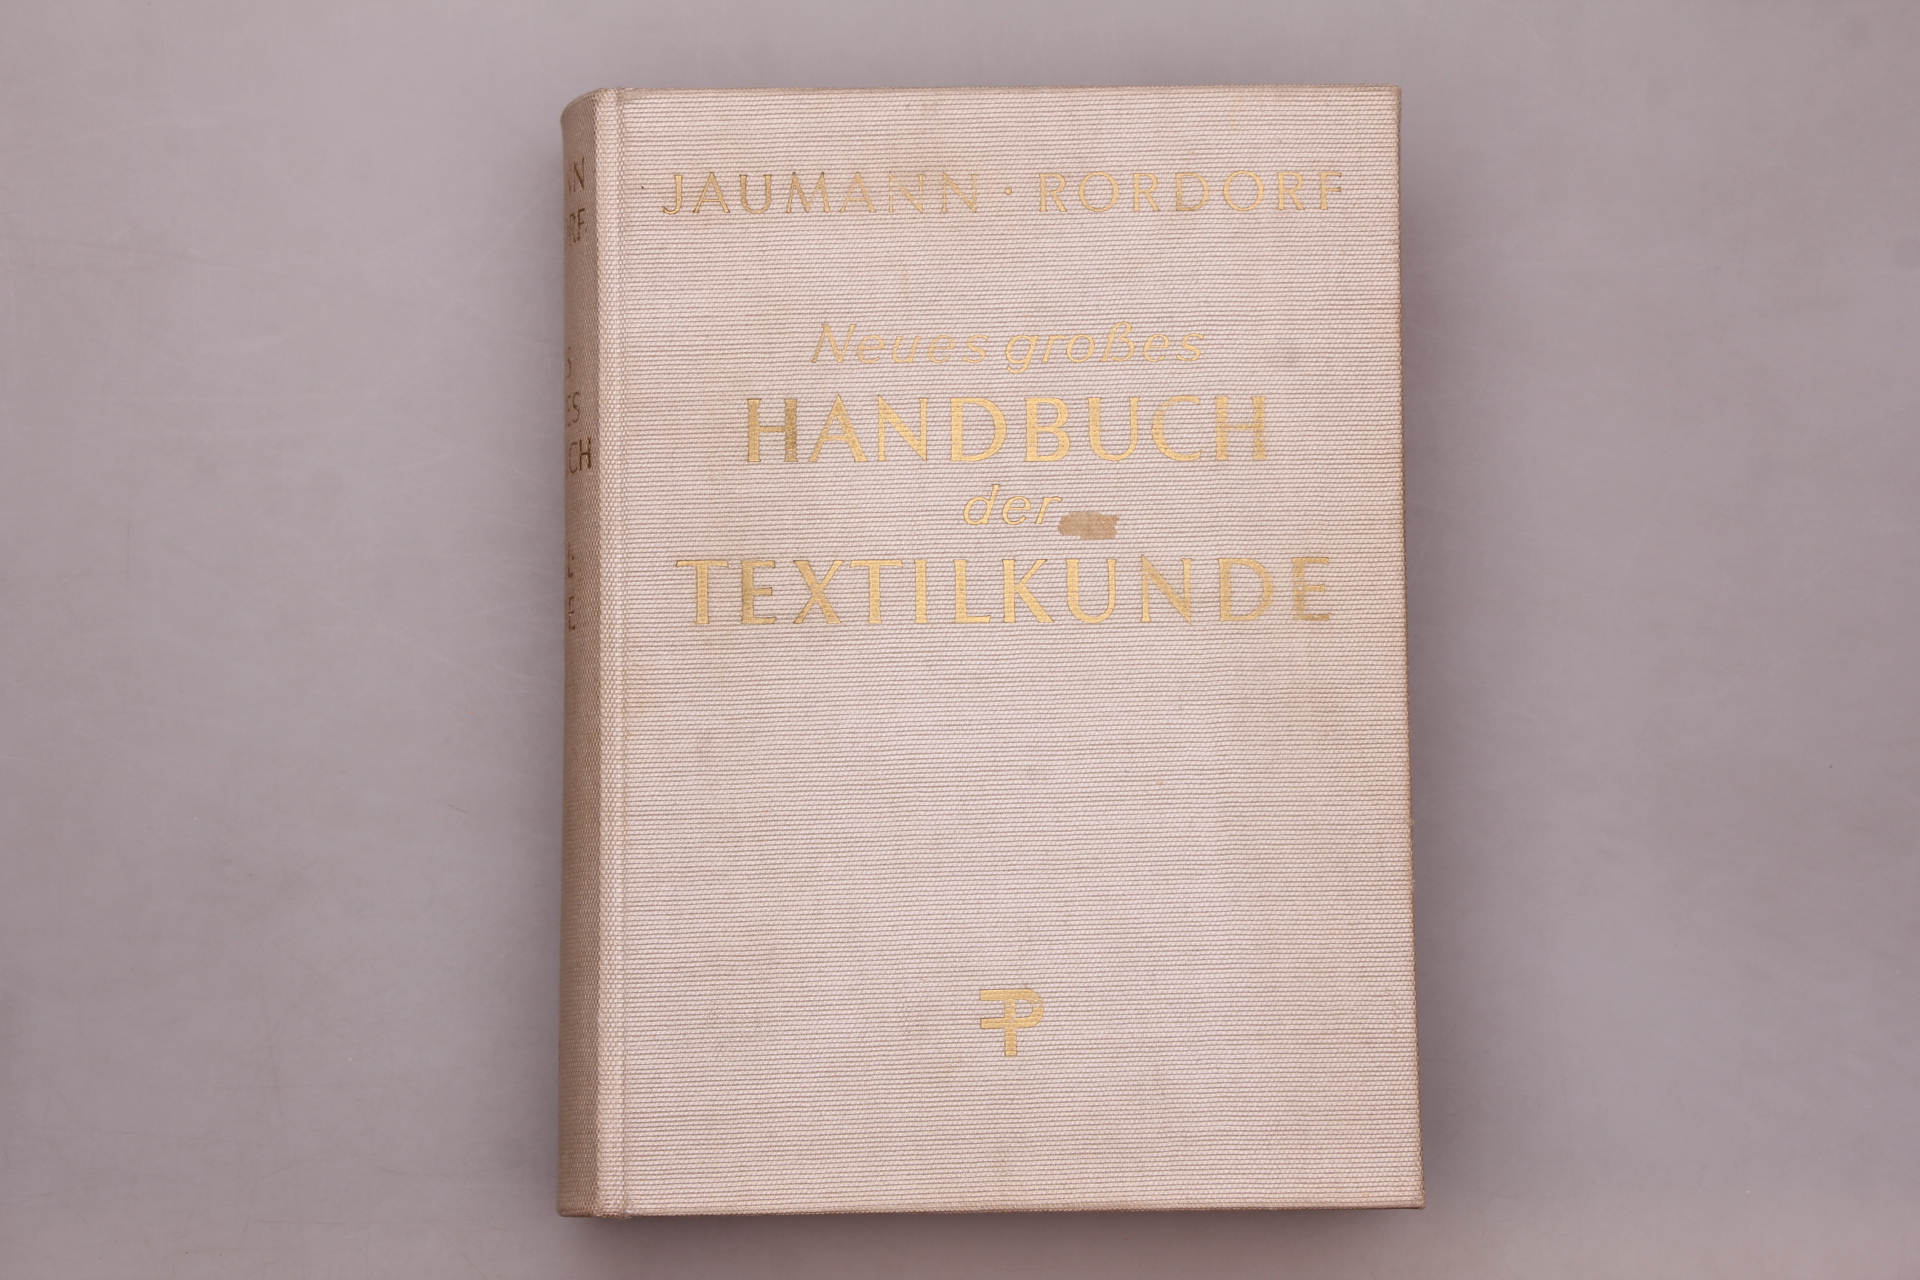 JAUMANN · RORDORF
Neues großes
HANDBUCH
der
TEXTILKUNDE